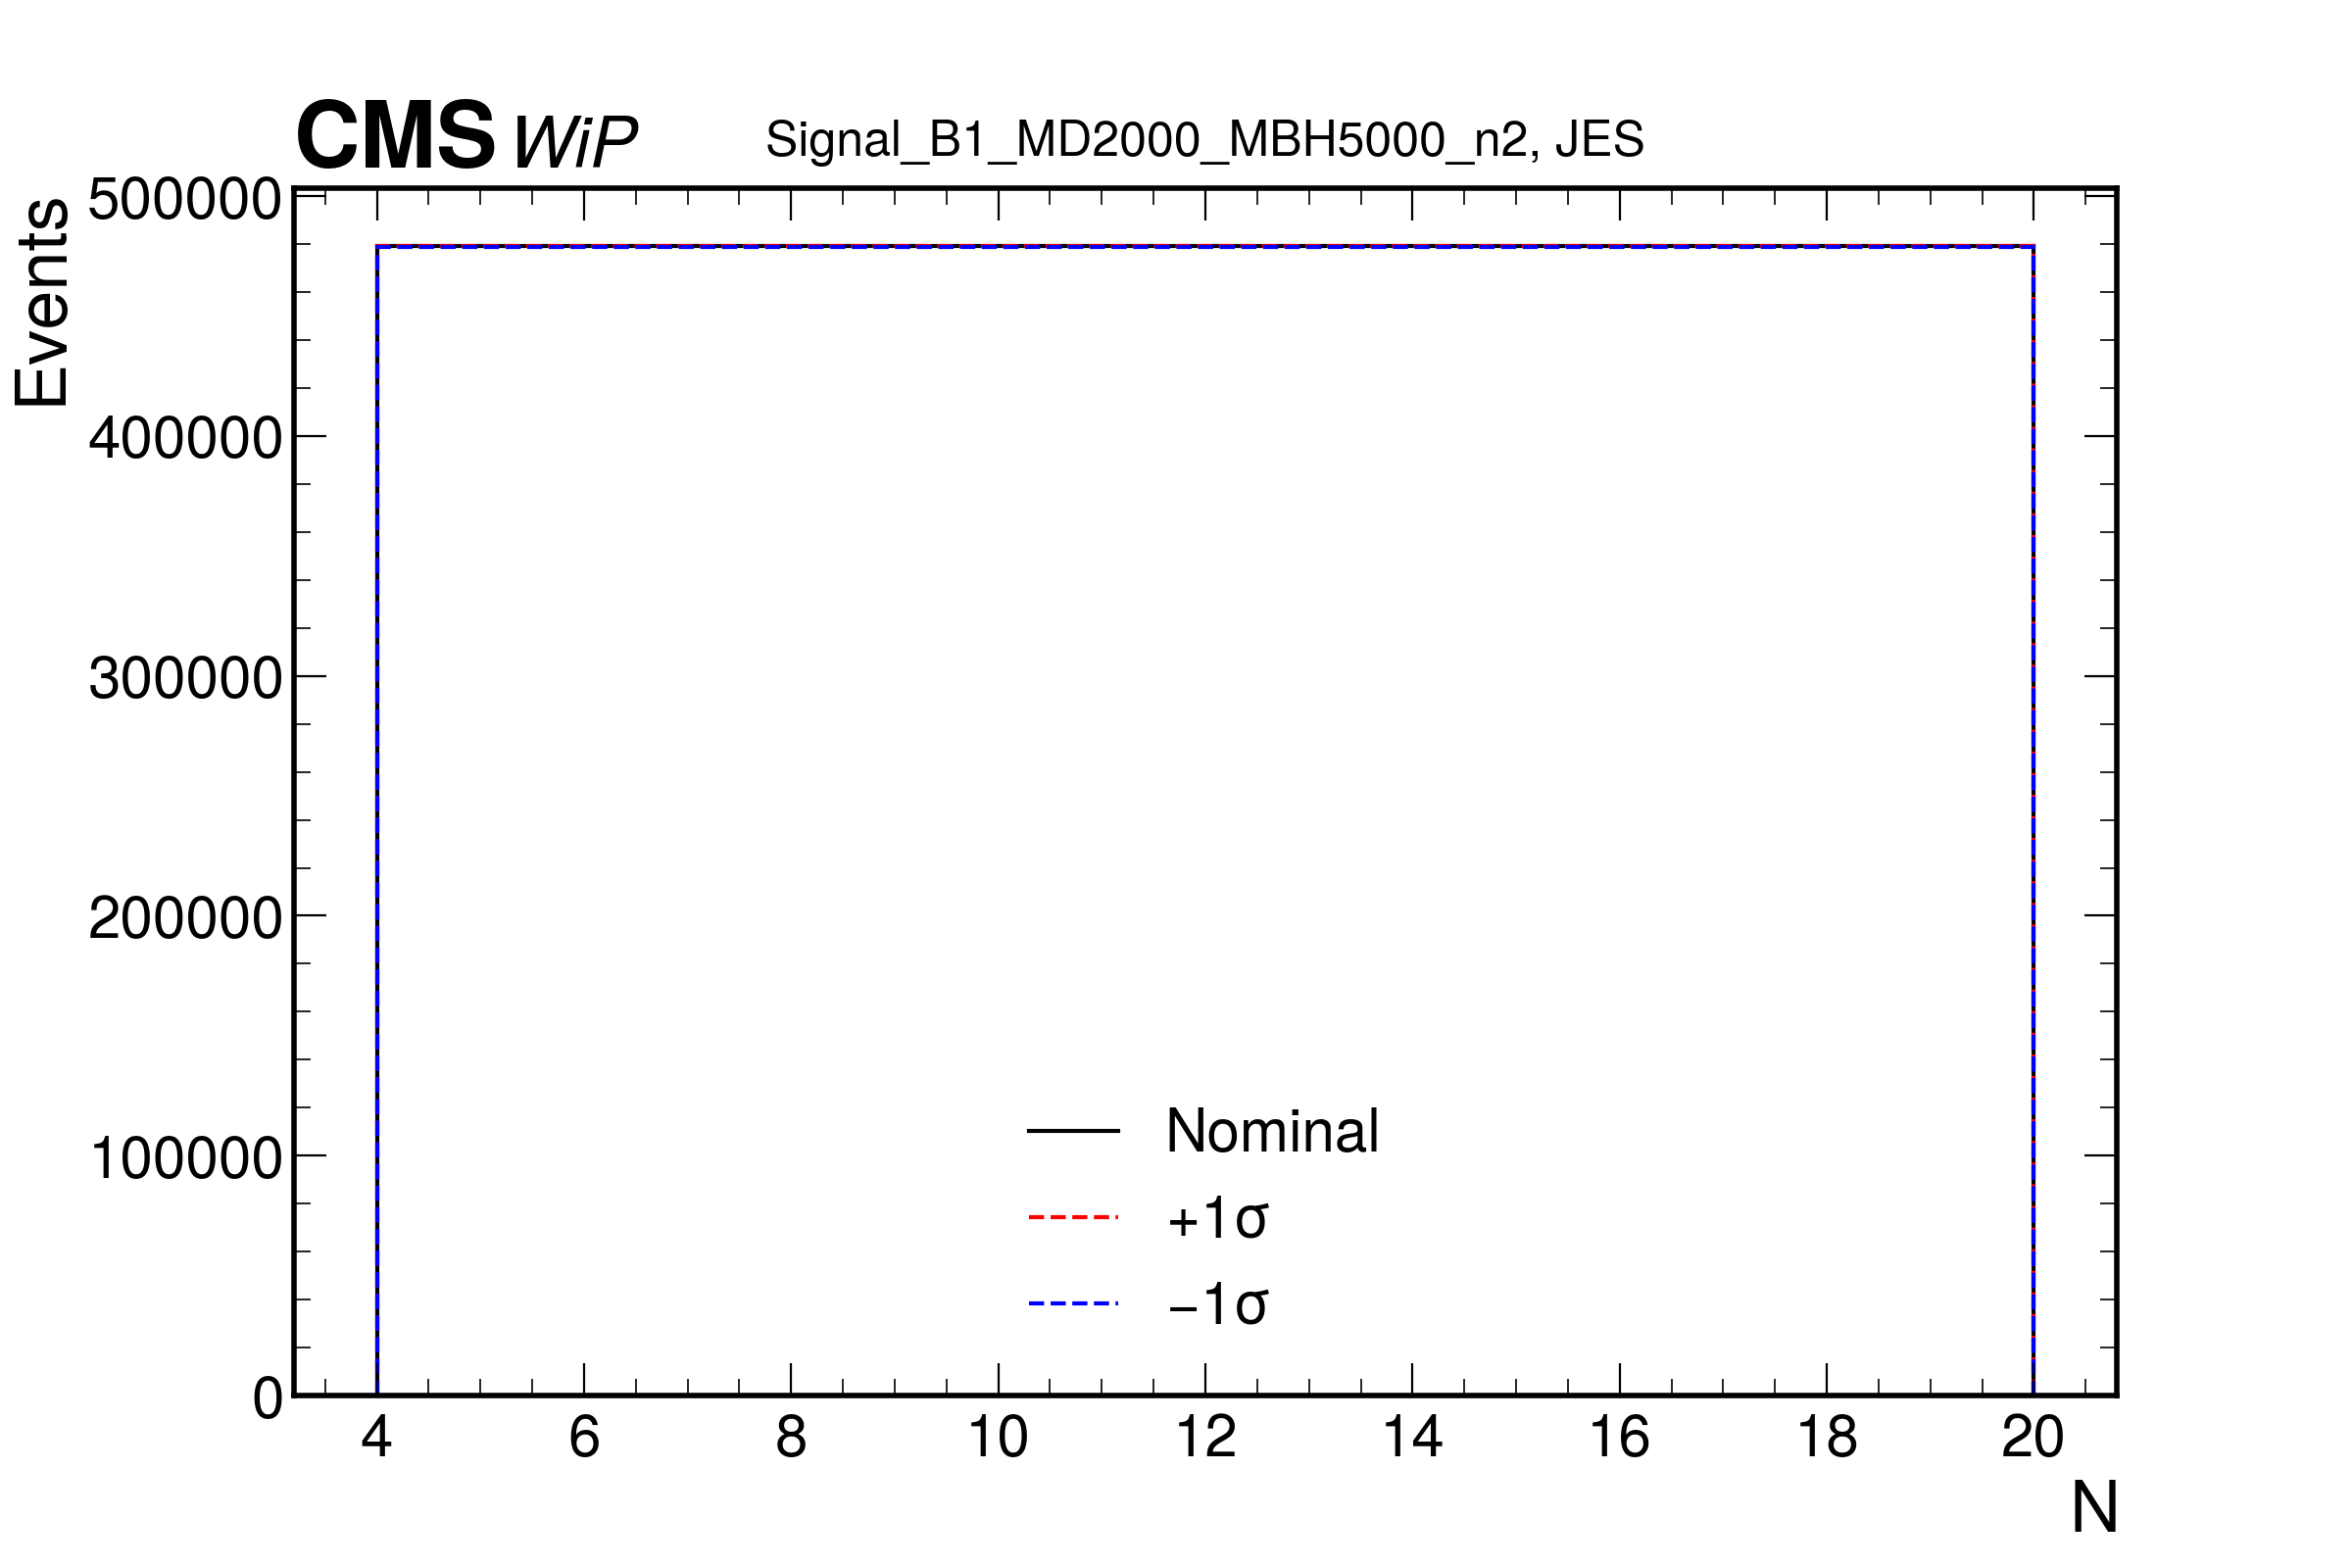 CMS WiP Signal_B1_MD2000_MBH5000_n2, JES
Events
500000
400000
300000
200000
100000
0
Nominal
+1σ
−1σ
4 6 8 10 12 14 16 18 20
N